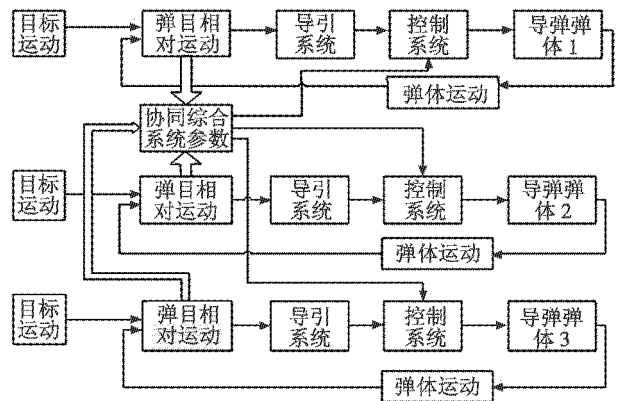 目标
运动
弹目相
对运动
导引
系统
控制
系统
导弹弹
体1
弹体运动
协同综合
系统参数
目标
运动
弹目相
对运动
导引
系统
控制
系统
导弹弹
体2
弹体运动
目标
运动
弹目相
对运动
导引
系统
控制
系统
导弹弹
体3
弹体运动